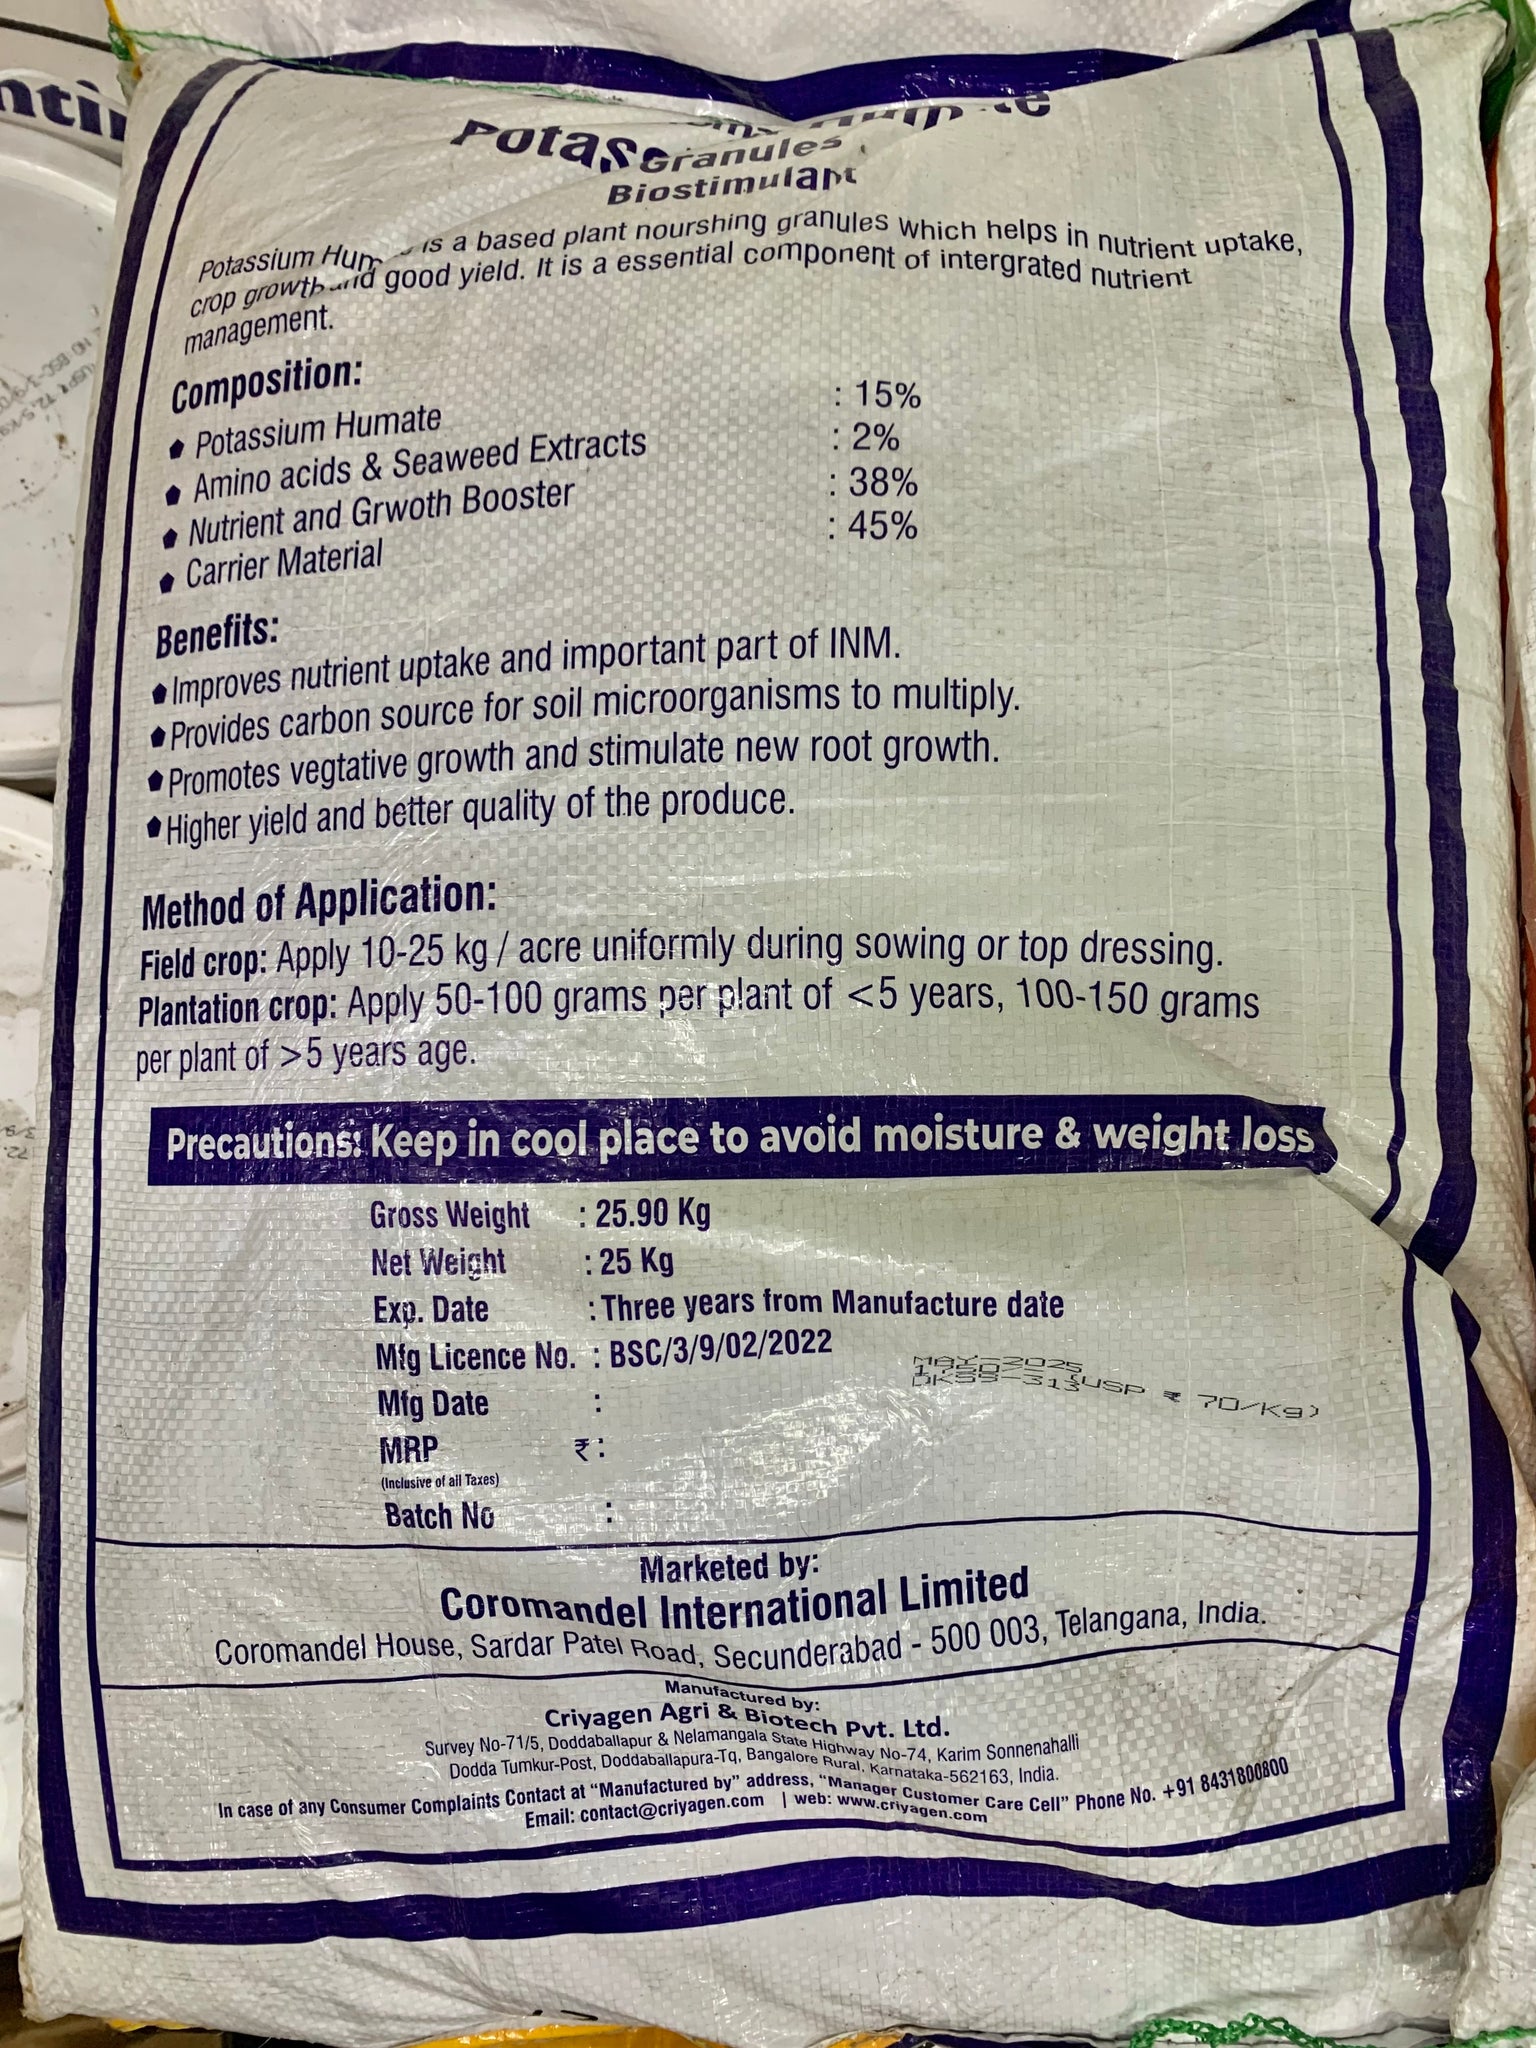 Potas
Granules
Biostimulant
Potassium Hum is a based plant nourshing granules Which helps in nutrient uptake,
crop growth and good yield. It is a essential component of intergrated nutrient
management.
Composition:
Potassium Humate : 15%
Amino acids & Seaweed Extracts : 2%
Nutrient and Grwoth Booster : 38%
Carrier Material : 45%
Benefits:
Improves nutrient uptake and important part of INM.
Provides carbon source for soil microorganisms to multiply.
Promotes vegtative growth and stimulate new root growth.
Higher yield and better quality of the produce.
Method of Application:
Field crop: Apply 10-25 kg / acre uniformly during sowing or top dressing.
Plantation crop: Apply 50-100 grams per plant of <5 years, 100-150 grams
per plant of >5 years age.
Precautions: Keep in cool place to avoid moisture & weight loss
Gross Weight : 25.90 Kg
Net Weight : 25 Kg
Exp. Date : Three years from Manufacture date
Mfg Licence No. : BSC/3/9/02/2022
Mfg Date :
MRP ₹ :
(Inclusive of all Taxes)
Batch No :
MAY-2025
(USP ₹ 70/Kg)
DKSS-313
Marketed by:
Coromandel International Limited
Coromandel House, Sardar Patel Road, Secunderabad - 500 003, Telangana, India.
Manufactured by:
Criyagen Agri & Biotech Pvt. Ltd.
Survey No-71/5, Doddaballapur & Nelamangala State Highway No-74, Karim Sonnenahalli
Dodda Tumkur-Post, Doddaballapura-Tq, Bangalore Rural, Karnataka-562163, India.
In case of any Consumer Complaints Contact at "Manufactured by" address, "Manager Customer Care Cell" Phone No. +91 8431800800
Email: contact@criyagen.com | web: www.criyagen.com